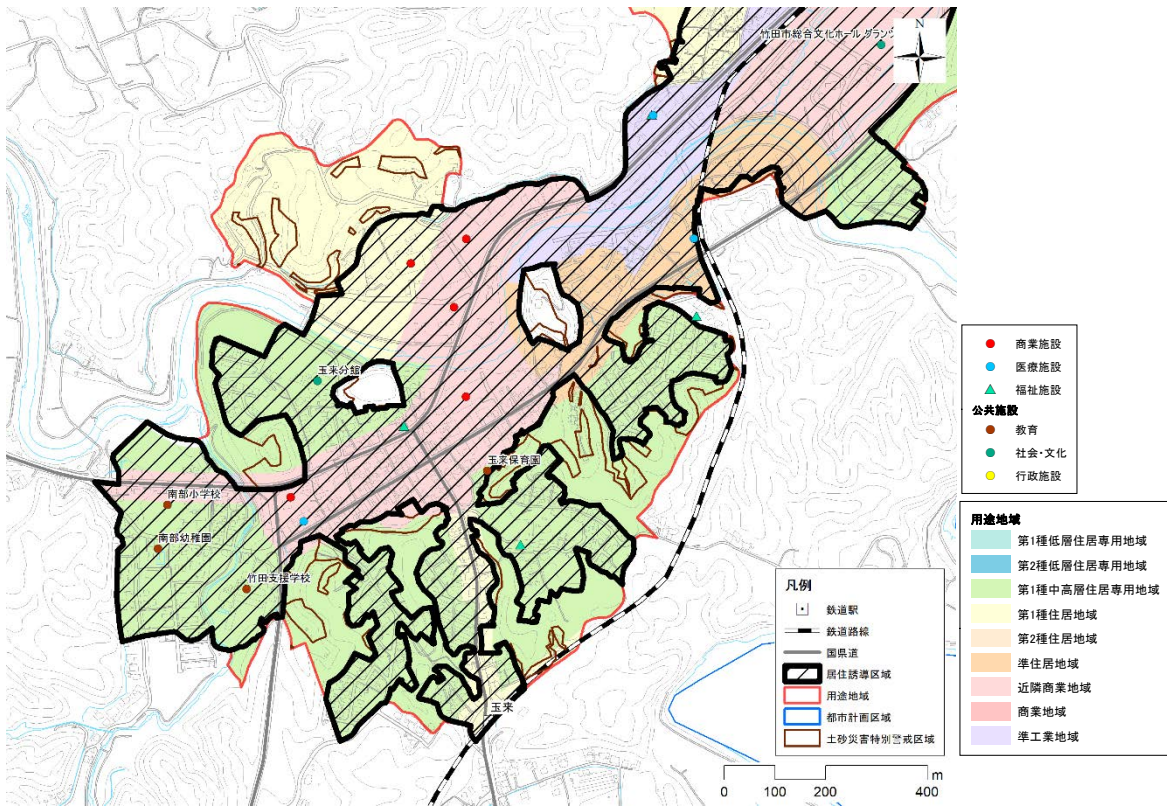 竹田市総合文化ホールグランツ
N
玉来分館
玉来保育園
南部小学校
南部幼稚園
竹田支援学校
玉来
商業施設
医療施設
福祉施設
公共施設
教育
社会・文化
行政施設
用途地域
第1種低層住居専用地域
第2種低層住居専用地域
第1種中高層住居専用地域
第1種住居地域
第2種住居地域
準住居地域
近隣商業地域
商業地域
準工業地域
凡例
鉄道駅
鉄道路線
国県道
居住誘導区域
用途地域
都市計画区域
土砂災害特別警戒区域
0 100 200 400 m